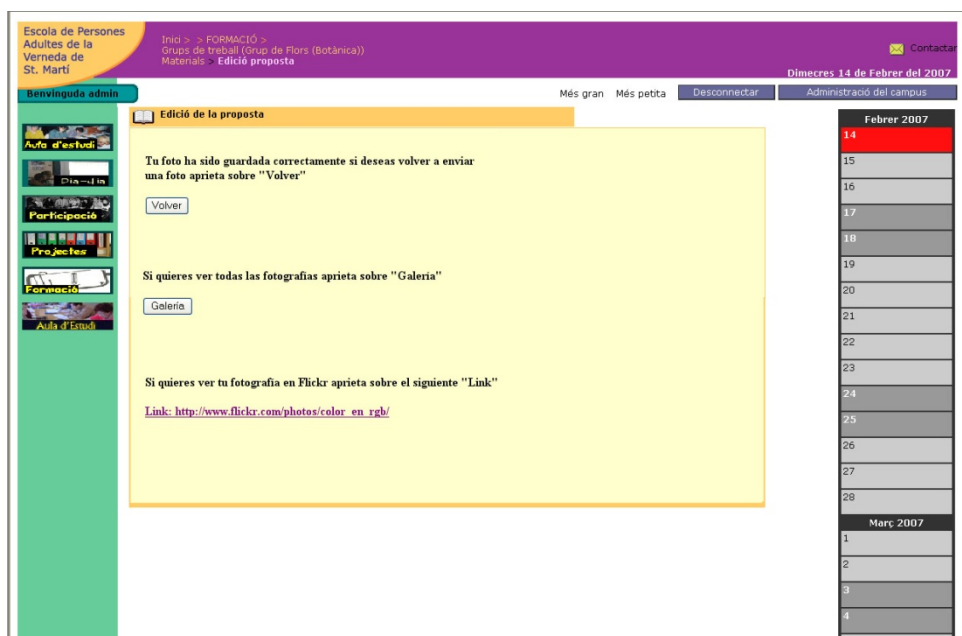 Escola de Persones
Adultes de la
Verneda de
St. Martí
Inici > > FORMACIÓ >
Grups de treball (Grup de Flors (Botànica))
Materials > Edició proposta
Contactar
Dimecres 14 de Febrer del 2007
Benvinguda admin
Més gran Més petita Desconnectar Administració del campus
Edició de la proposta
Aula d'estudi
Dia-a-dia
Participació
Projectes
Formació
Aula d'Estudi
Tu foto ha sido guardada correctamente si deseas volver a enviar
una foto aprieta sobre "Volver"
Volver
Si quieres ver todas las fotografias aprieta sobre "Galeria"
Galería
Si quieres ver tu fotografia en Flickr aprieta sobre el siguiente "Link"
Link: http://www.flickr.com/photos/color_en_rgb/
Febrer 2007
14
15
16
17
18
19
20
21
22
23
24
25
26
27
28
Març 2007
1
2
3
4